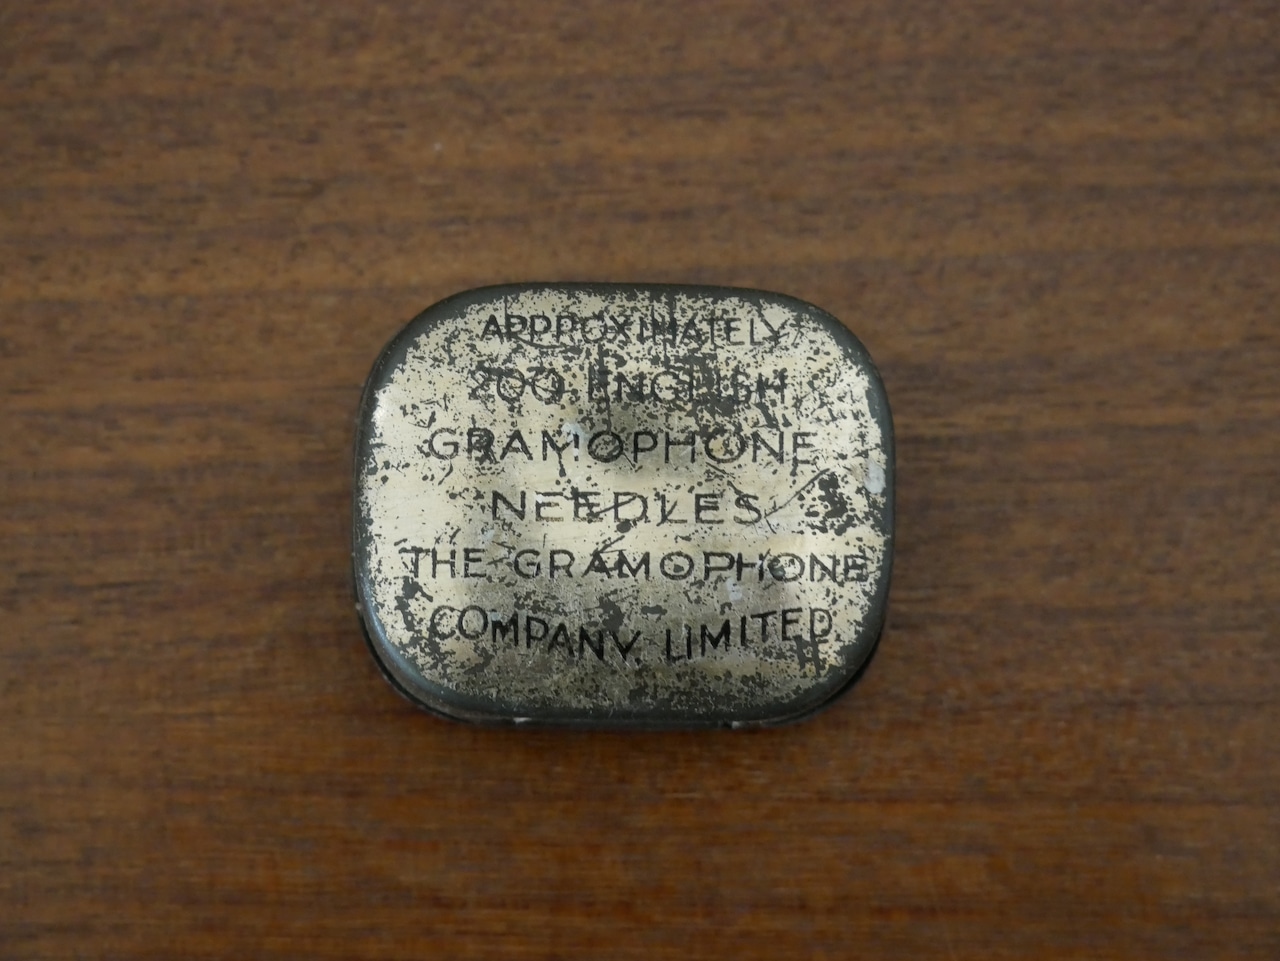 APPROXIMATELY
200 ENGLISH
GRAMOPHONE
NEEDLES
THE GRAMOPHONE
COMPANY, LIMITED